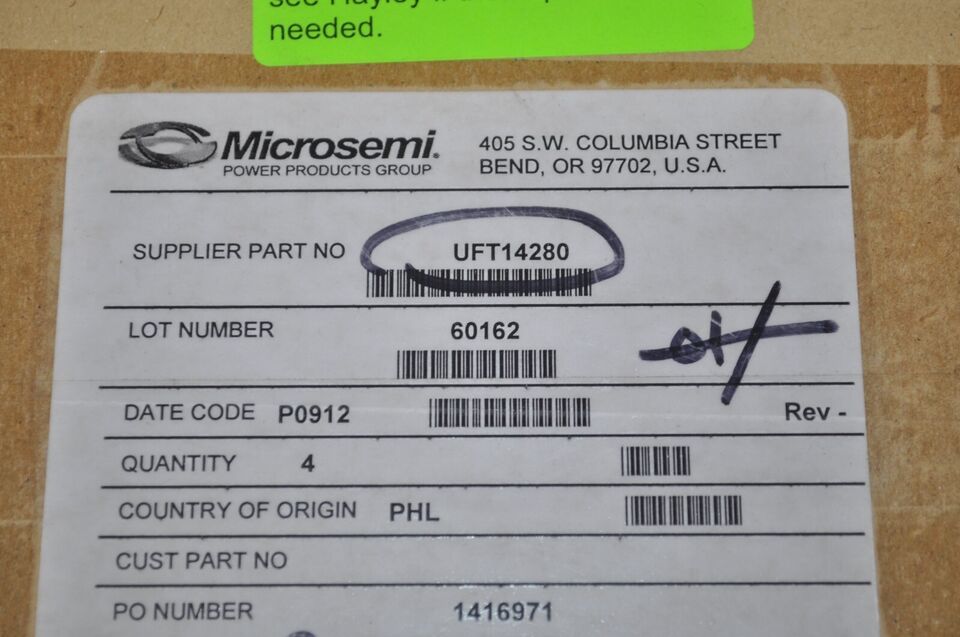 needed.
Microsemi.
POWER PRODUCTS GROUP
405 S.W. COLUMBIA STREET
BEND, OR 97702, U.S.A.
SUPPLIER PART NO UFT14280
LOT NUMBER 60162
DATE CODE P0912 Rev -
QUANTITY 4
COUNTRY OF ORIGIN PHL
CUST PART NO
PO NUMBER 1416971